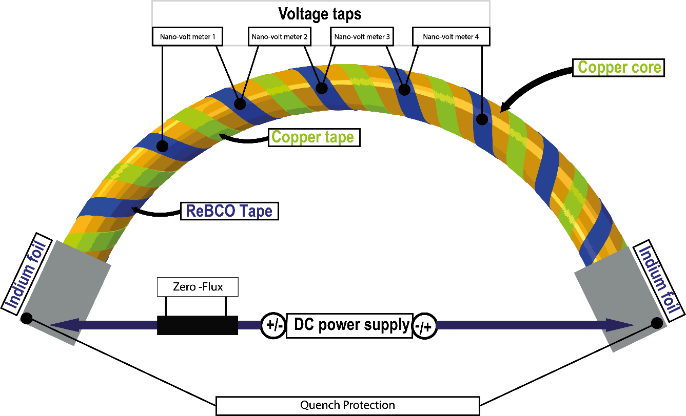 Voltage taps
Nano-volt meter 1
Nano-volt meter 2
Nano-volt meter 3
Nano-volt meter 4
Copper core
Copper tape
ReBCO Tape
Indium foil
Indium foil
Zero -Flux
+/- DC power supply -/+
Quench Protection